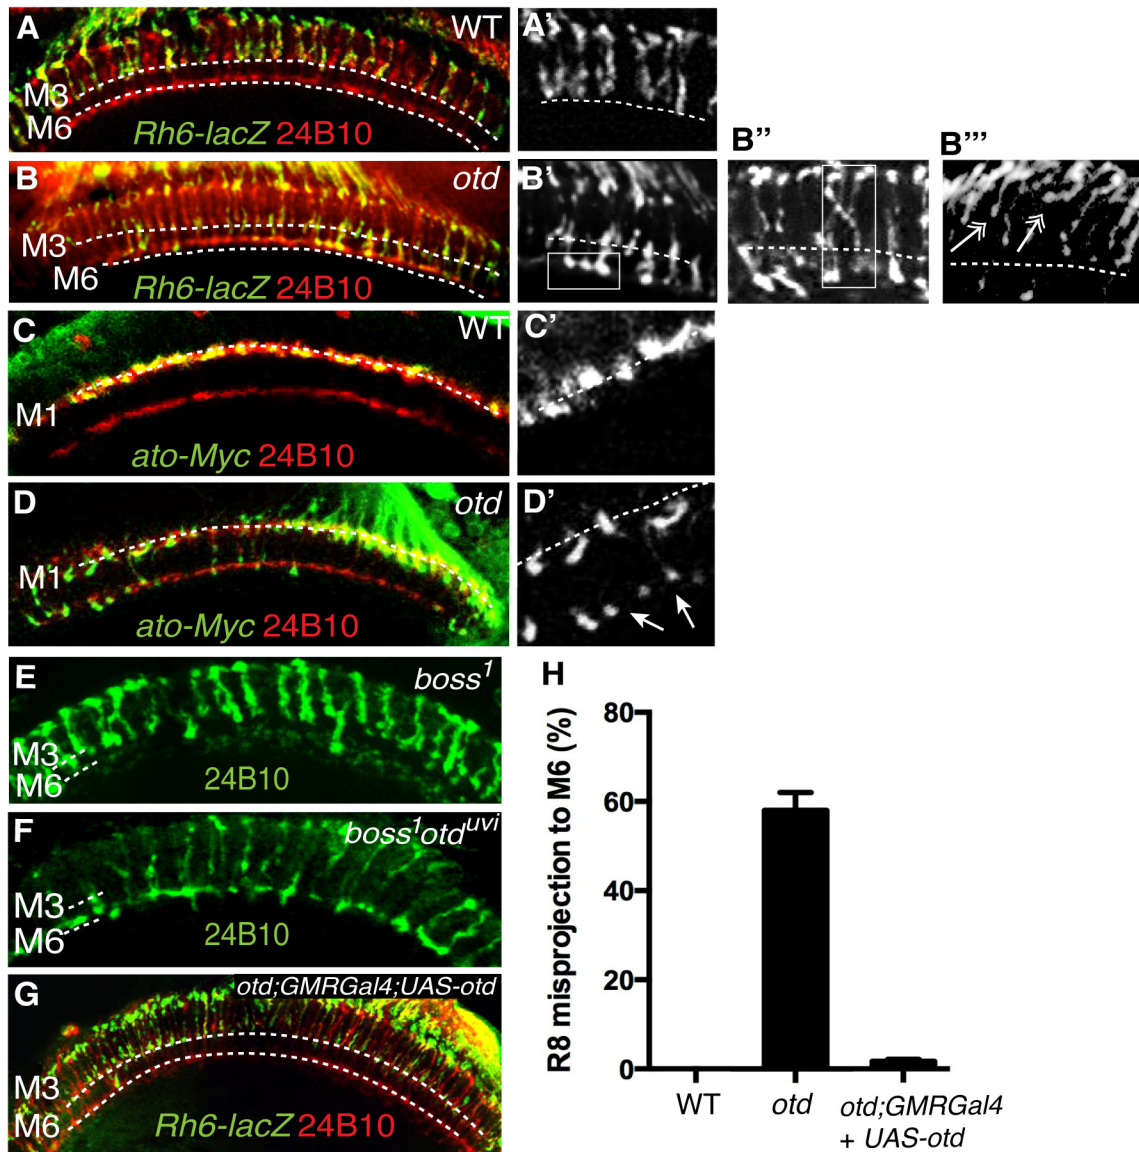 A
WT
M3
M6
Rh6-lacZ 24B10
A'
B
otd
M3
M6
Rh6-lacZ 24B10
B'
B''
B'''
C
WT
M1
ato-Myc 24B10
C'
D
otd
M1
ato-Myc 24B10
D'
E
boss1
M3
M6
24B10
F
boss1otduvi
M3
M6
24B10
G
otd;GMRGal4;UAS-otd
M3
M6
Rh6-lacZ 24B10
H
R8 misprojection to M6 (%)
80
60
40
20
0
WT
otd
otd;GMRGal4
+ UAS-otd